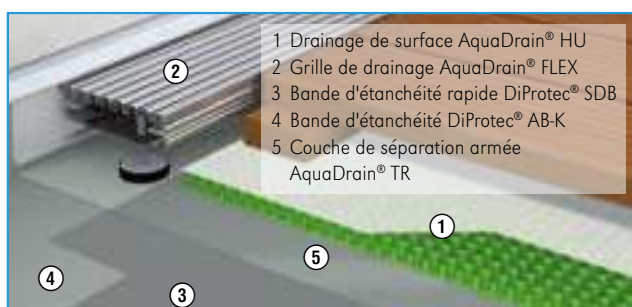 1 Drainage de surface AquaDrain® HU
2 Grille de drainage AquaDrain® FLEX
3 Bande d'étanchéité rapide DiProtec® SDB
4 Bande d'étanchéité DiProtec® AB-K
5 Couche de séparation armée
AquaDrain® TR
2
1
5
4
3